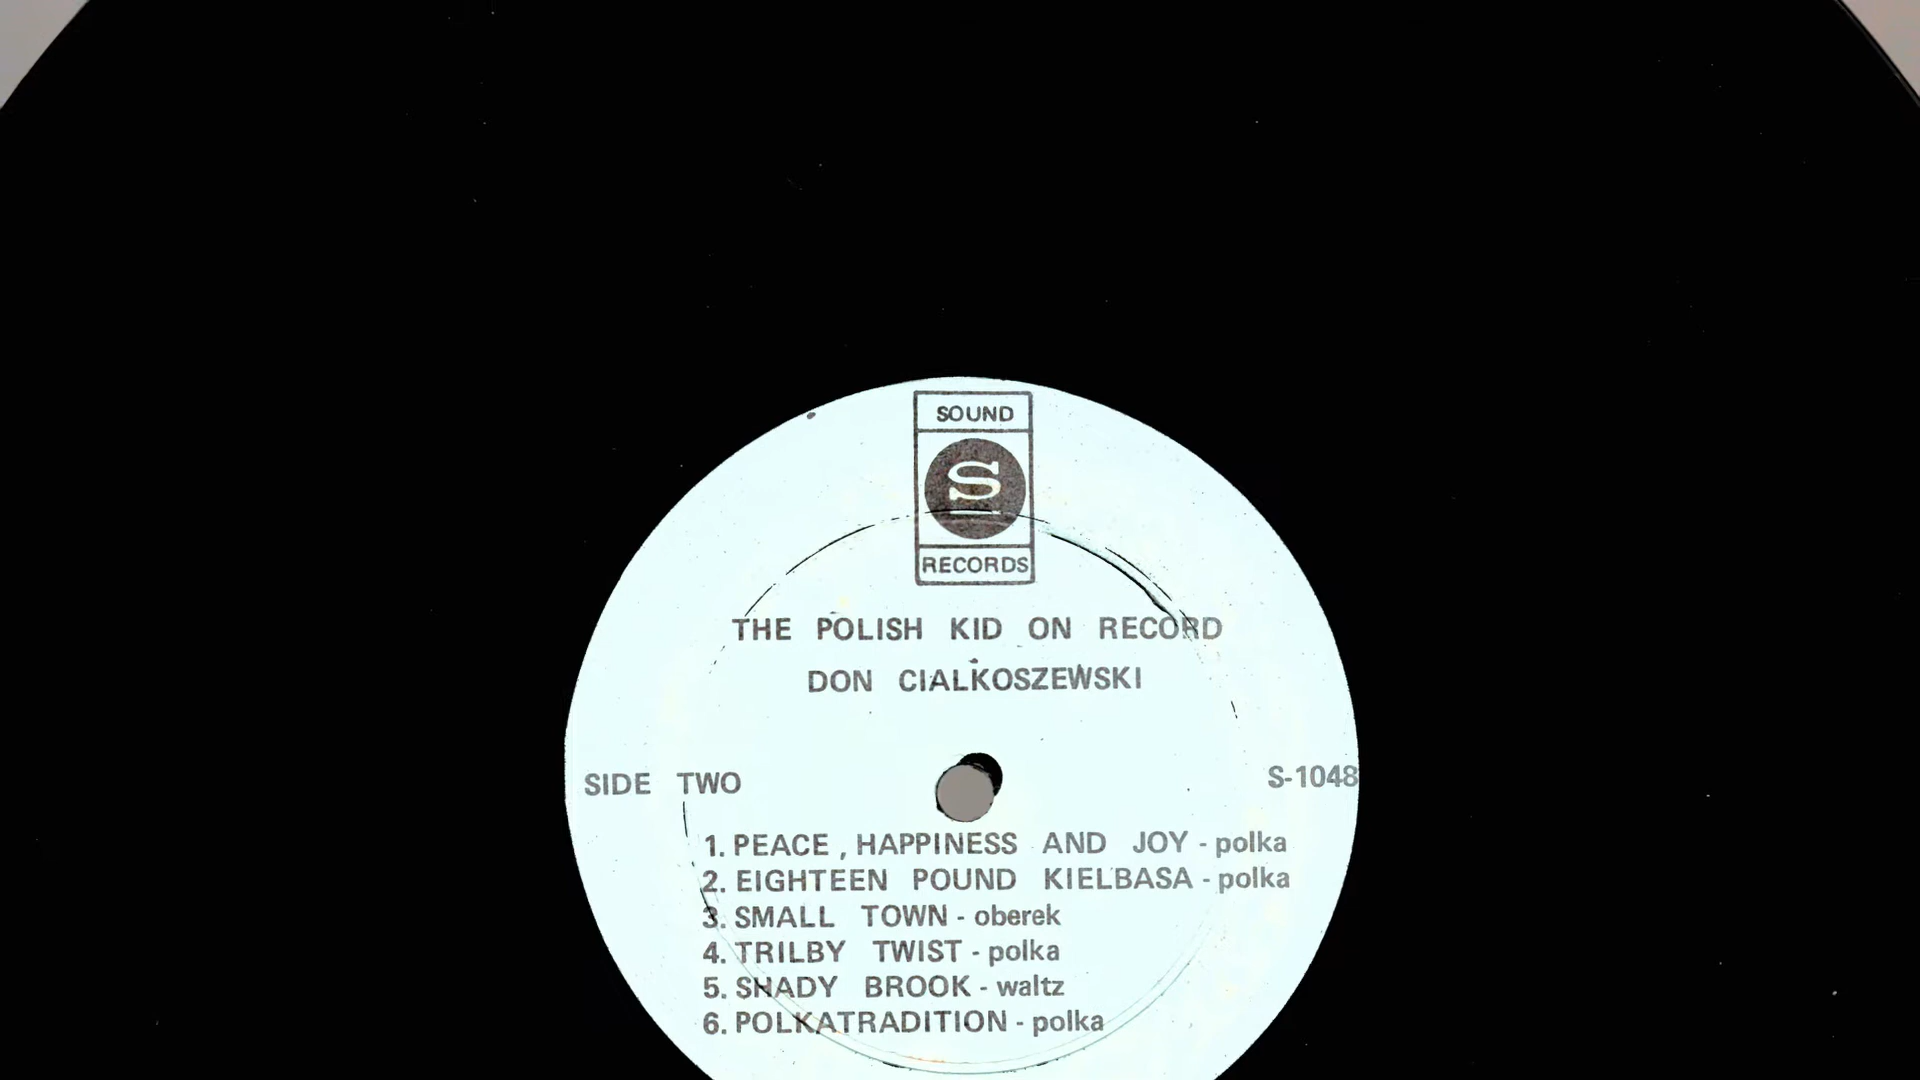 SOUND
S
RECORDS
THE POLISH KID ON RECORD
DON CIALKOSZEWSKI
SIDE TWO
S-1048
1. PEACE , HAPPINESS AND JOY - polka
2. EIGHTEEN POUND KIELBASA - polka
3. SMALL TOWN - oberek
4. TRILBY TWIST - polka
5. SHADY BROOK - waltz
6. POLKATRADITION - polka